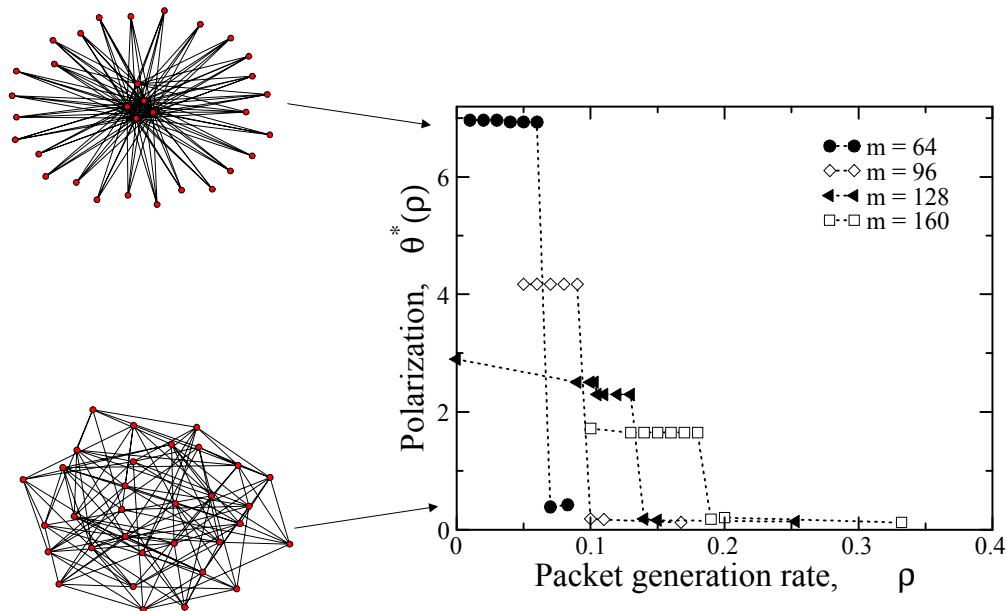 m = 64
m = 96
m = 128
m = 160
Polarization, θ*(ρ)
6
4
2
0
0 0.1 0.2 0.3 0.4
Packet generation rate, ρ